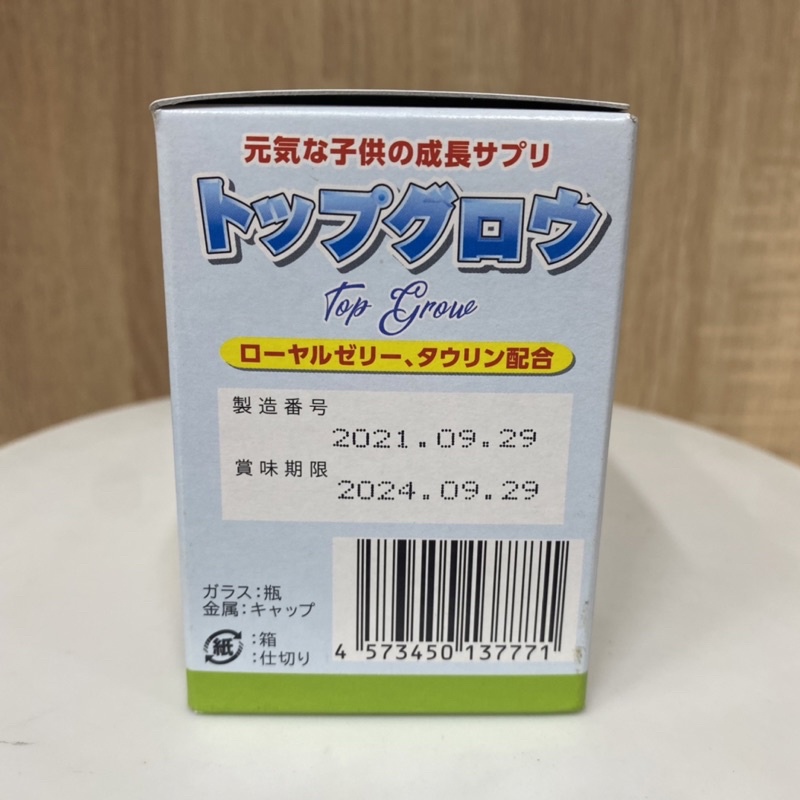 元気な子供の成長サプリ
トップグロウ
Top Grow
ローヤルゼリー、タウリン配合
製造番号
2021.09.29
賞味期限
2024.09.29
ガラス:瓶
金属:キャップ
紙:箱
:仕切り
4 573450 137771